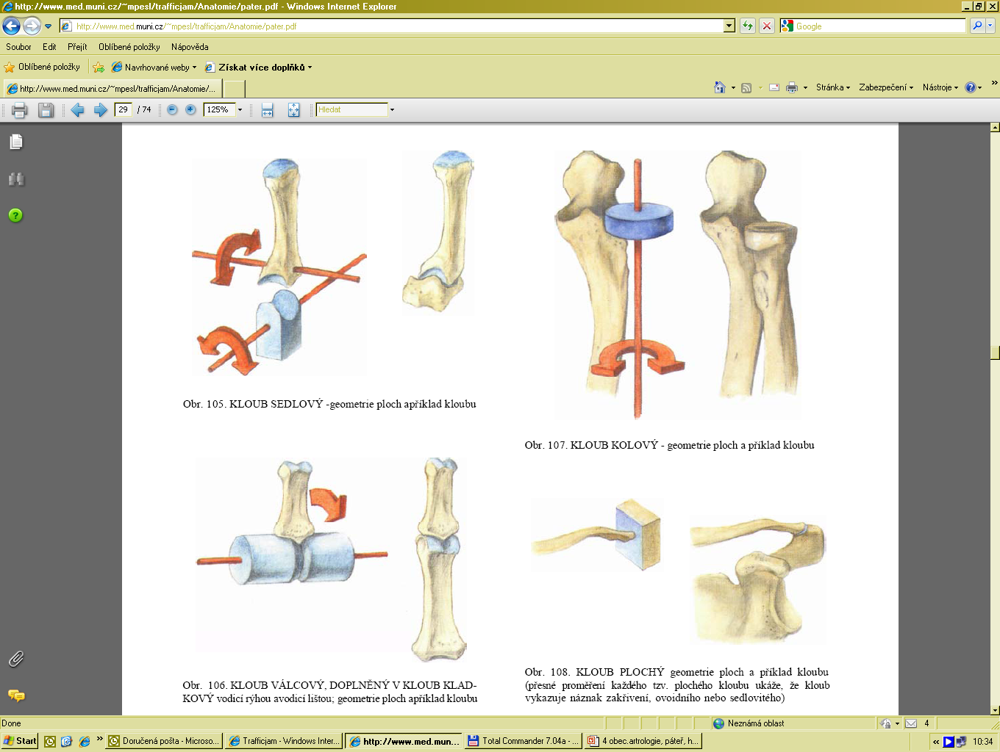 http://www.med.muni.cz/~mpesl/trafficjam/Anatomie/pater.pdf - Windows Internet Explorer
http://www.med.muni.cz/~mpesl/trafficjam/Anatomie/pater.pdf
Google
Soubor Edit Přejít Oblíbené položky Nápověda
Oblíbené položky Navrhované weby Získat více doplňků
http://www.med.muni.cz/~mpesl/trafficjam/Anatomie/...
Stránka Zabezpečení Nástroje »
29 / 74 125% Hledat
Obr. 105. KLOUB SEDLOVÝ -geometrie ploch apříklad kloubu
Obr. 107. KLOUB KOLOVÝ - geometrie ploch a příklad kloubu
Obr. 106. KLOUB VÁLCOVÝ, DOPLNĚNÝ V KLOUB KLAD-
KOVÝ vodicí rýhou avodicí lištou; geometrie ploch apříklad kloubu
Obr. 108. KLOUB PLOCHÝ geometrie ploch a příklad kloubu
(přesné proměření každého tzv. plochého kloubu ukáže, že kloub
vykazuje náznak zakřivení, ovoidního nebo sedlovitého)
Done
Neznámá oblast
4
Start » Doručená pošta - Microso... Trafficjam - Windows Inter... http://www.med.mun... Total Commander 7.04a - ... 4 obec.artrologie, páteř, h... « 10:34